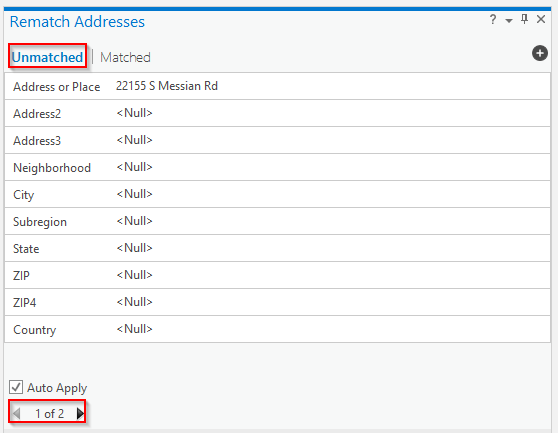 Rematch Addresses ?
Unmatched | Matched
Address or Place 22155 S Messian Rd
Address2 <Null>
Address3 <Null>
Neighborhood <Null>
City <Null>
Subregion <Null>
State <Null>
ZIP <Null>
ZIP4 <Null>
Country <Null>
Auto Apply
1 of 2